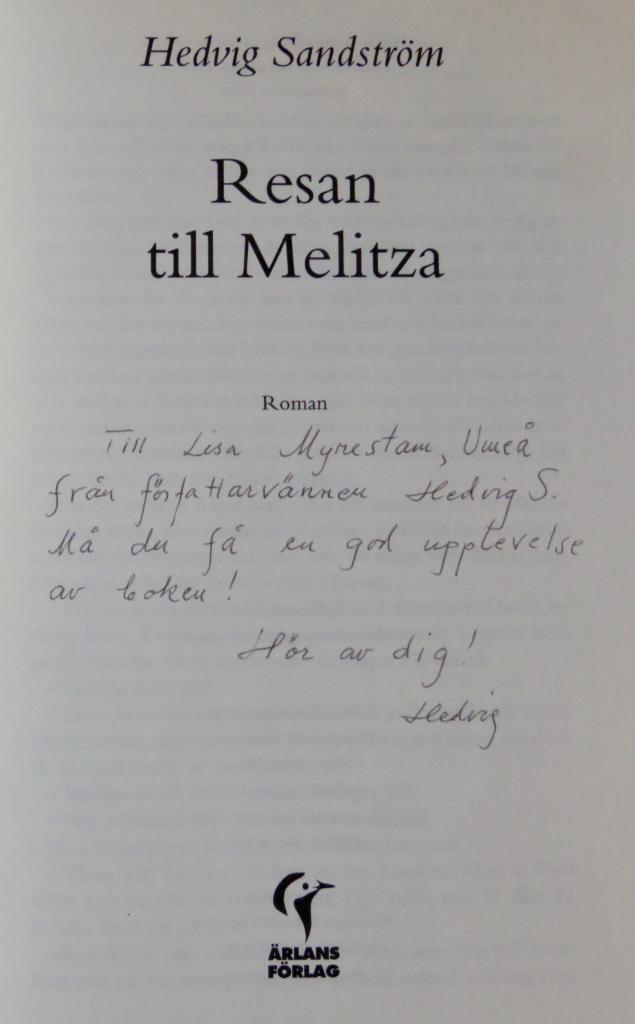 Hedvig Sandström
Resan
till Melitza
Roman
Till Lisa Myrestam, Umeå
från författarvännen Hedvig S.
Må du få en god upplevelse
av boken!
Hör av dig!
Hedvig
ÄRLANS
FÖRLAG